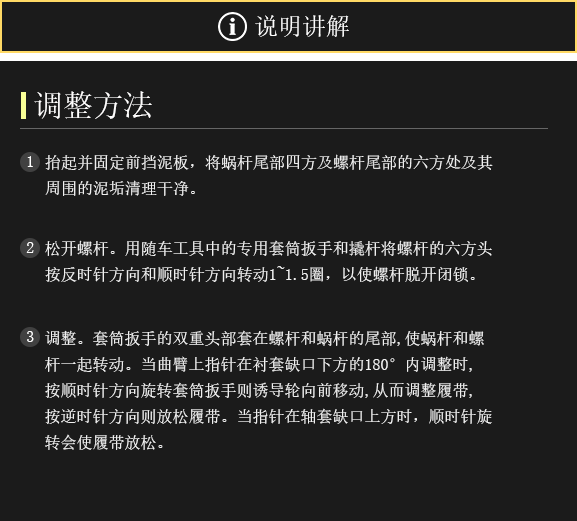 说明讲解
调整方法
1 抬起并固定前挡泥板，将蜗杆尾部四方及螺杆尾部的六方处及其
周围的泥垢清理干净。
2 松开螺杆。用随车工具中的专用套筒扳手和撬杆将螺杆的六方头
按反时针方向和顺时针方向转动1~1.5圈，以使螺杆脱开闭锁。
3 调整。套筒扳手的双重头部套在螺杆和蜗杆的尾部,使蜗杆和螺
杆一起转动。当曲臂上指针在衬套缺口下方的180°内调整时,
按顺时针方向旋转套筒扳手则诱导轮向前移动,从而调整履带,
按逆时针方向则放松履带。当指针在轴套缺口上方时，顺时针旋
转会使履带放松。